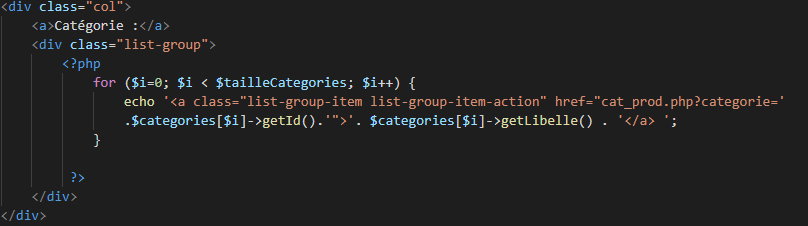 <div class="col">
<a>Catégorie :</a>
<div class="list-group">
<?php
for ($i=0; $i < $tailleCategories; $i++) {
echo '<a class="list-group-item list-group-item-action" href="cat_prod.php?categorie='
.$categories[$i]->getId().'">'. $categories[$i]->getLibelle() . '</a> ';
}
?>
</div>
</div>